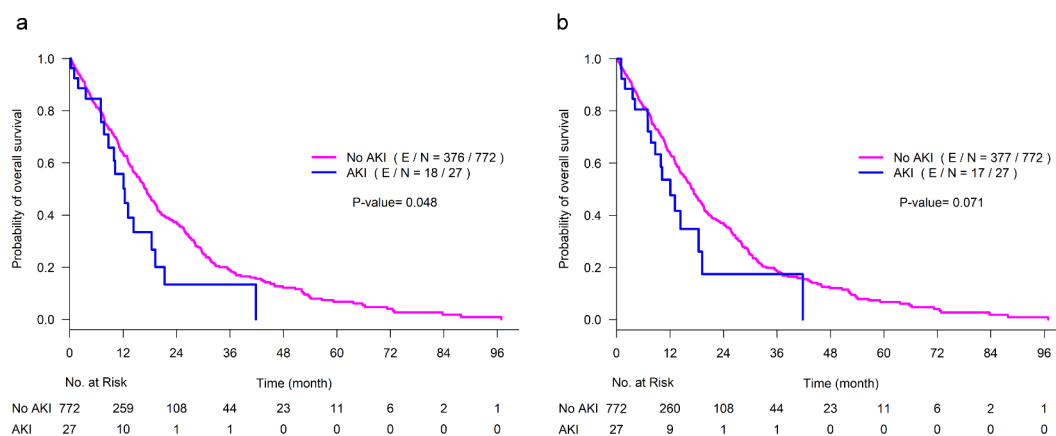 a
Probability of overall survival
1.0
0.8
0.6
0.4
0.2
0.0
No AKI ( E / N = 376 / 772 )
AKI ( E / N = 18 / 27 )
P-value= 0.048
0 12 24 36 48 60 72 84 96
No. at Risk Time (month)
No AKI 772 259 108 44 23 11 6 2 1
AKI 27 10 1 1 0 0 0 0 0
b
Probability of overall survival
1.0
0.8
0.6
0.4
0.2
0.0
No AKI ( E / N = 377 / 772 )
AKI ( E / N = 17 / 27 )
P-value= 0.071
0 12 24 36 48 60 72 84 96
No. at Risk Time (month)
No AKI 772 260 108 44 23 11 6 2 1
AKI 27 9 1 1 0 0 0 0 0